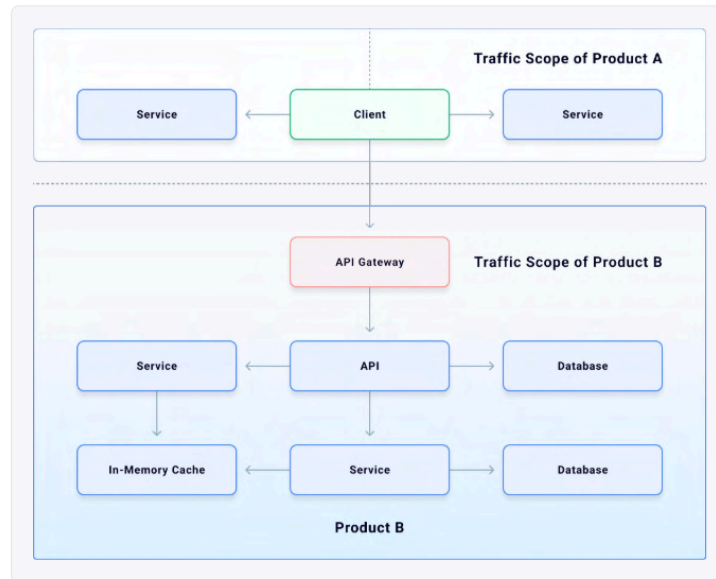 Traffic Scope of Product A
Service
Client
Service
API Gateway
Traffic Scope of Product B
Service
API
Database
In-Memory Cache
Service
Database
Product B